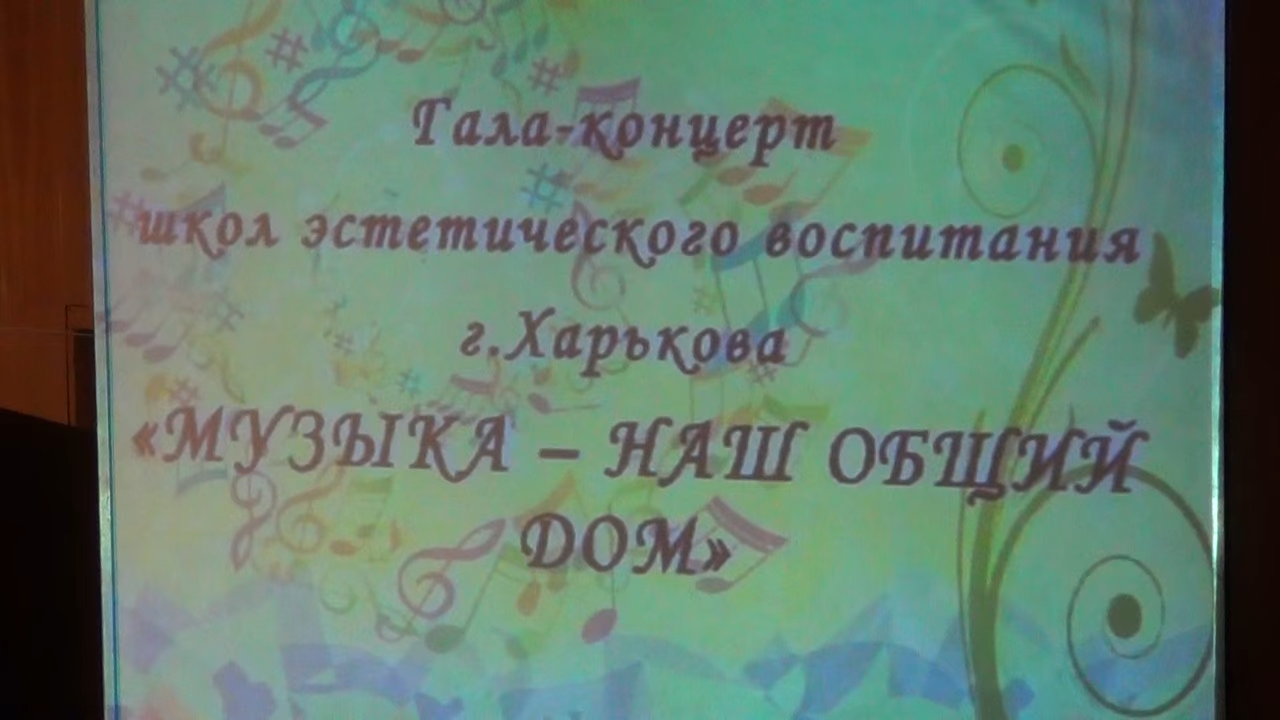 Гала-концерт
школ эстетического воспитания
г.Харькова
«МУЗЫКА – НАШ ОБЩИЙ
ДОМ»